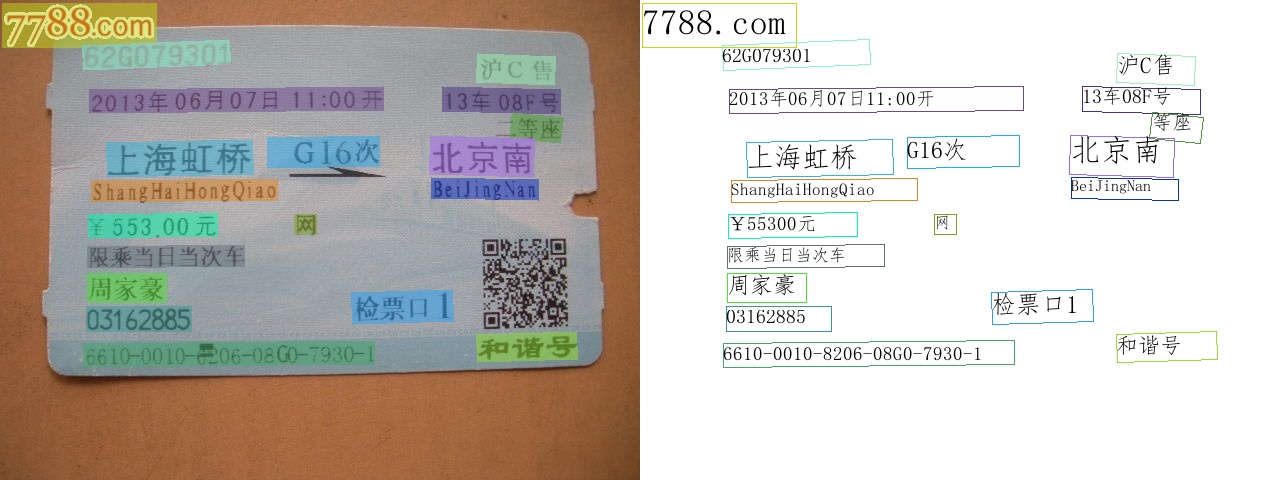 7788.com
62G079301
沪C 售
2013年06月07日 11:00开
13车08F号
二等座
上海虹桥
G16次
北京南
ShangHaiHongQiao
BeiJingNan
￥553.00元
网
限乘当日当次车
周家豪
03162885
检票口1
6610-0010-8206-08G0-7930-1
和谐号
7788.com
62G079301
沪C售
2013年06月07日11:00开
13车08F号
等座
上海虹桥
G16次
北京南
ShangHaiHongQiao
BeiJingNan
￥55300元
网
限乘当日当次车
周家豪
03162885
检票口1
6610-0010-8206-08G0-7930-1
和谐号